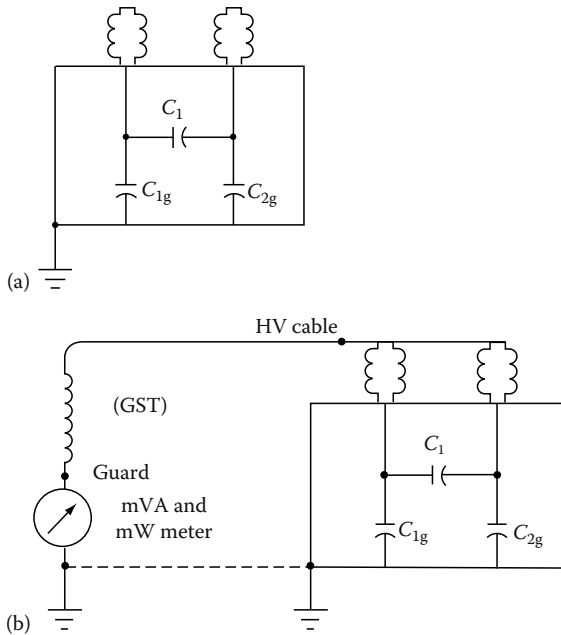 C1
C1g
C2g
(a)
HV cable
(GST)
Guard
mVA and
mW meter
C1
C1g
C2g
(b)